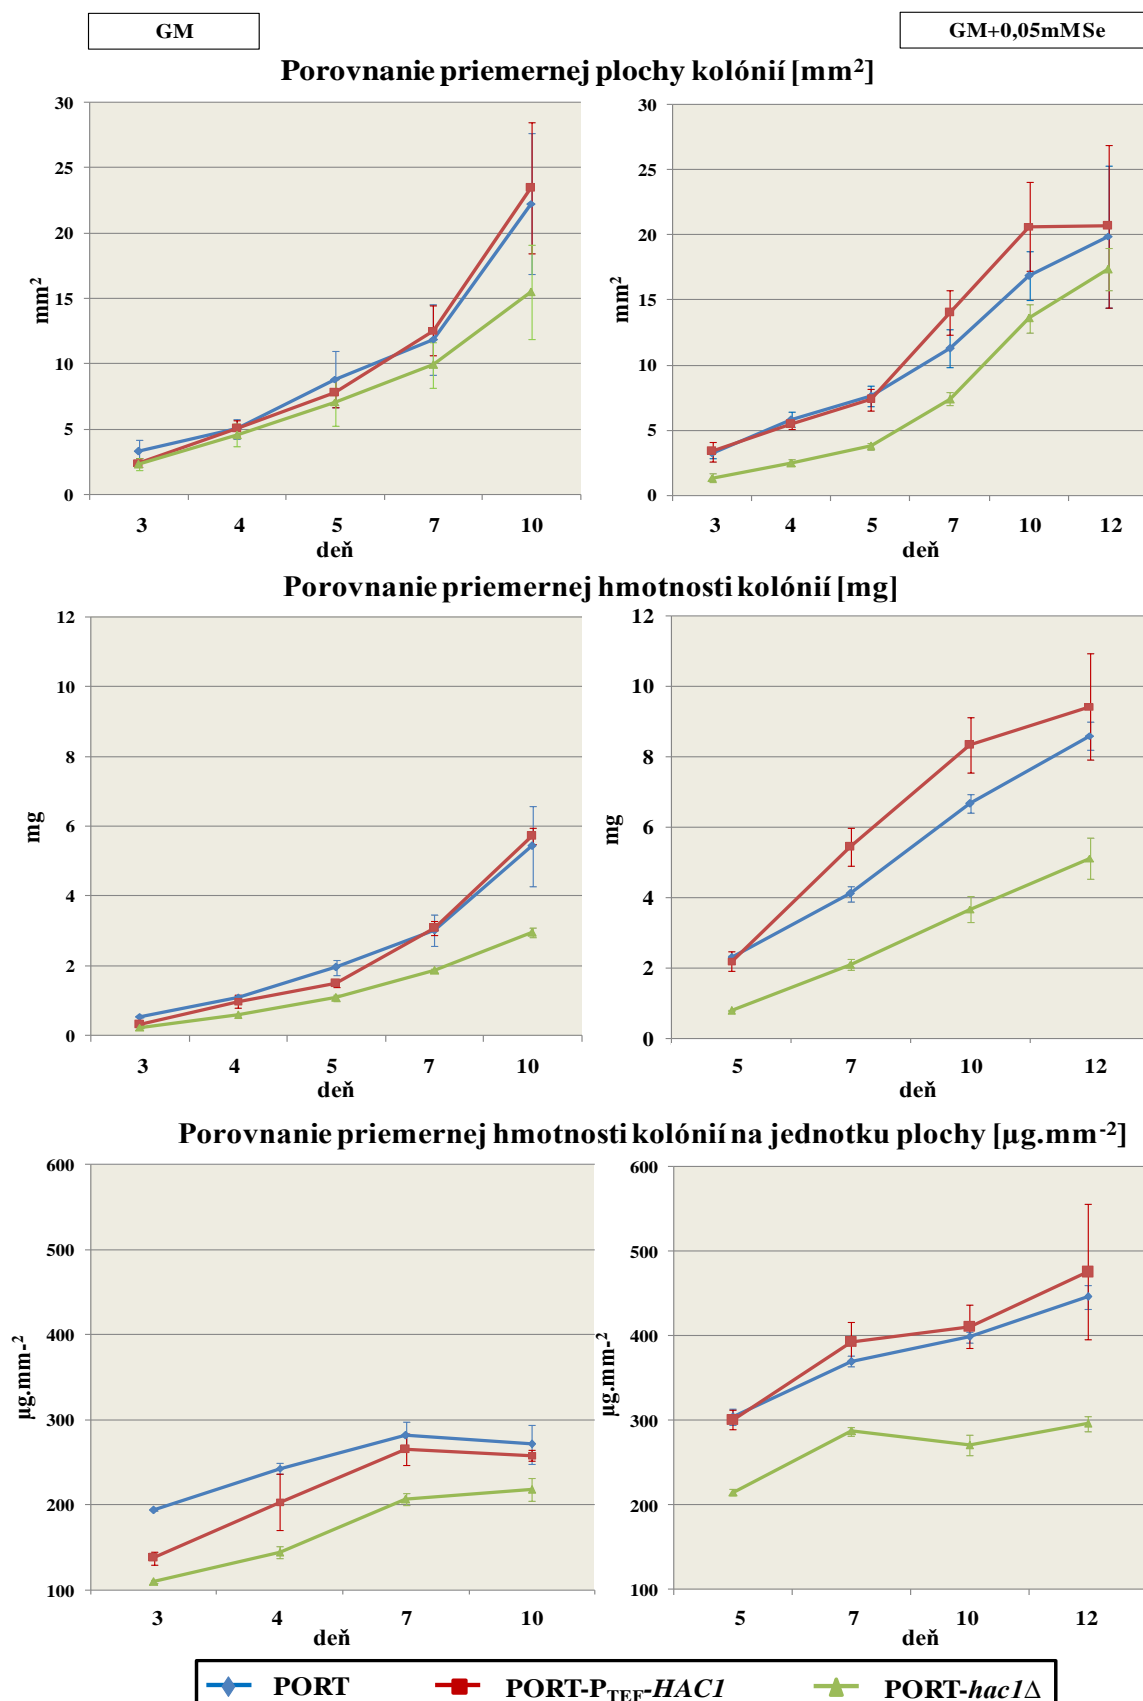 GM
GM+0,05mMSe
Porovnanie priemernej plochy kolónií [mm²]
30
25
20
15
10
5
0
mm²
3 4 5 7 10
deň
30
25
20
15
10
5
0
mm²
3 4 5 7 10 12
deň
Porovnanie priemernej hmotnosti kolónií [mg]
12
10
8
6
4
2
0
mg
3 4 5 7 10
deň
12
10
8
6
4
2
0
mg
5 7 10 12
deň
Porovnanie priemernej hmotnosti kolónií na jednotku plochy [µg.mm⁻²]
600
500
400
300
200
100
µg.mm-²
3 4 7 10
deň
600
500
400
300
200
100
µg.mm-²
5 7 10 12
deň
PORT PORT-P_TEF-HAC1 PORT-hac1Δ